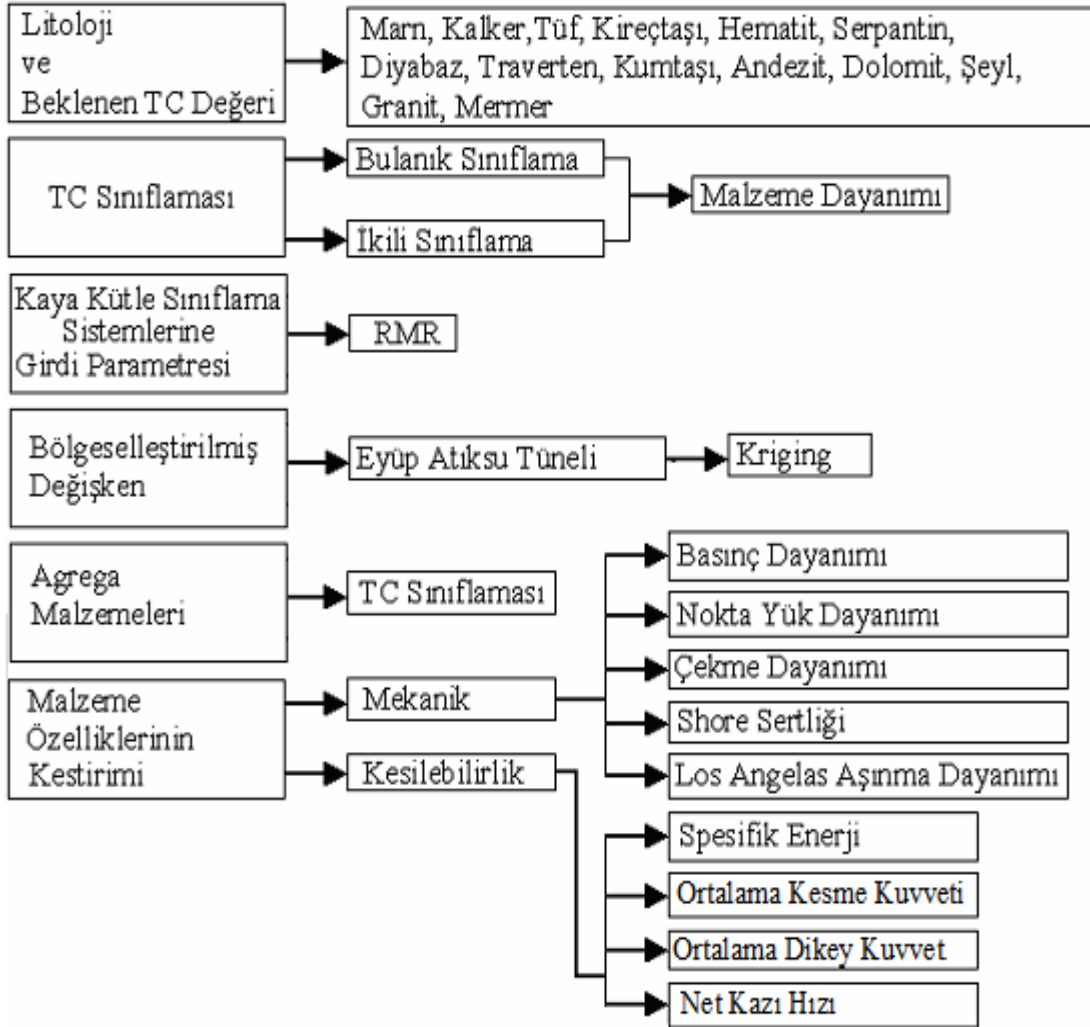 Litoloji
ve
Beklenen TC Değeri
Marn, Kalker,Tüf, Kireçtaşı, Hematit, Serpantin,
Diyabaz, Traverten, Kumtaşı, Andezit, Dolomit, Şeyl,
Granit, Mermer
TC Sınıflaması
Bulanık Sınıflama
İkili Sınıflama
Malzeme Dayanımı
Kaya Kütle Sınıflama
Sistemlerine
Girdi Parametresi
RMR
Bölgeselleştirilmiş
Değişken
Eyüp Atıksu Tüneli
Kriging
Agrega
Malzemeleri
TC Sınıflaması
Malzeme
Özelliklerinin
Kestirimi
Mekanik
Kesilebilirlik
Basınç Dayanımı
Nokta Yük Dayanımı
Çekme Dayanımı
Shore Sertliği
Los Angelas Aşınma Dayanımı
Spesifik Enerji
Ortalama Kesme Kuvveti
Ortalama Dikey Kuvvet
Net Kazı Hızı